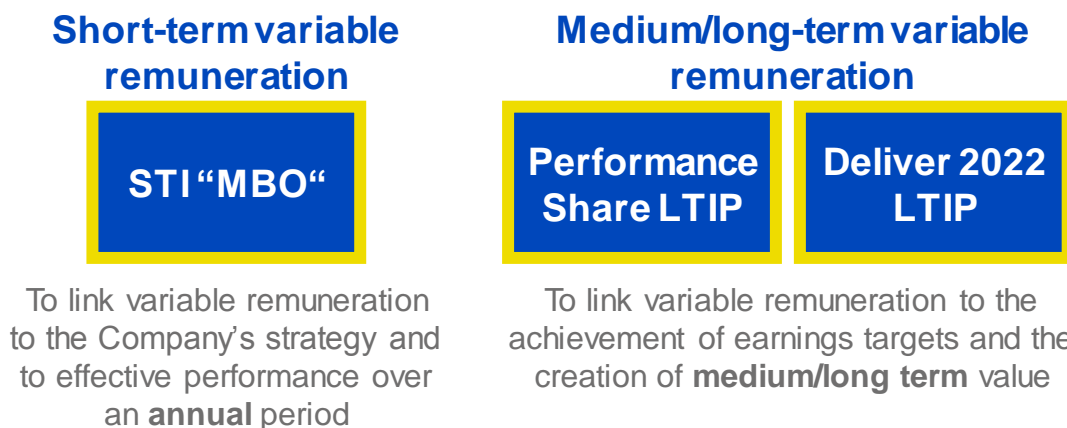 Short-term variable
remuneration
STI “MBO“
To link variable remuneration
to the Company’s strategy and
to effective performance over
an annual period
Medium/long-term variable
remuneration
Performance
Share LTIP
Deliver 2022
LTIP
To link variable remuneration to the
achievement of earnings targets and the
creation of medium/long term value